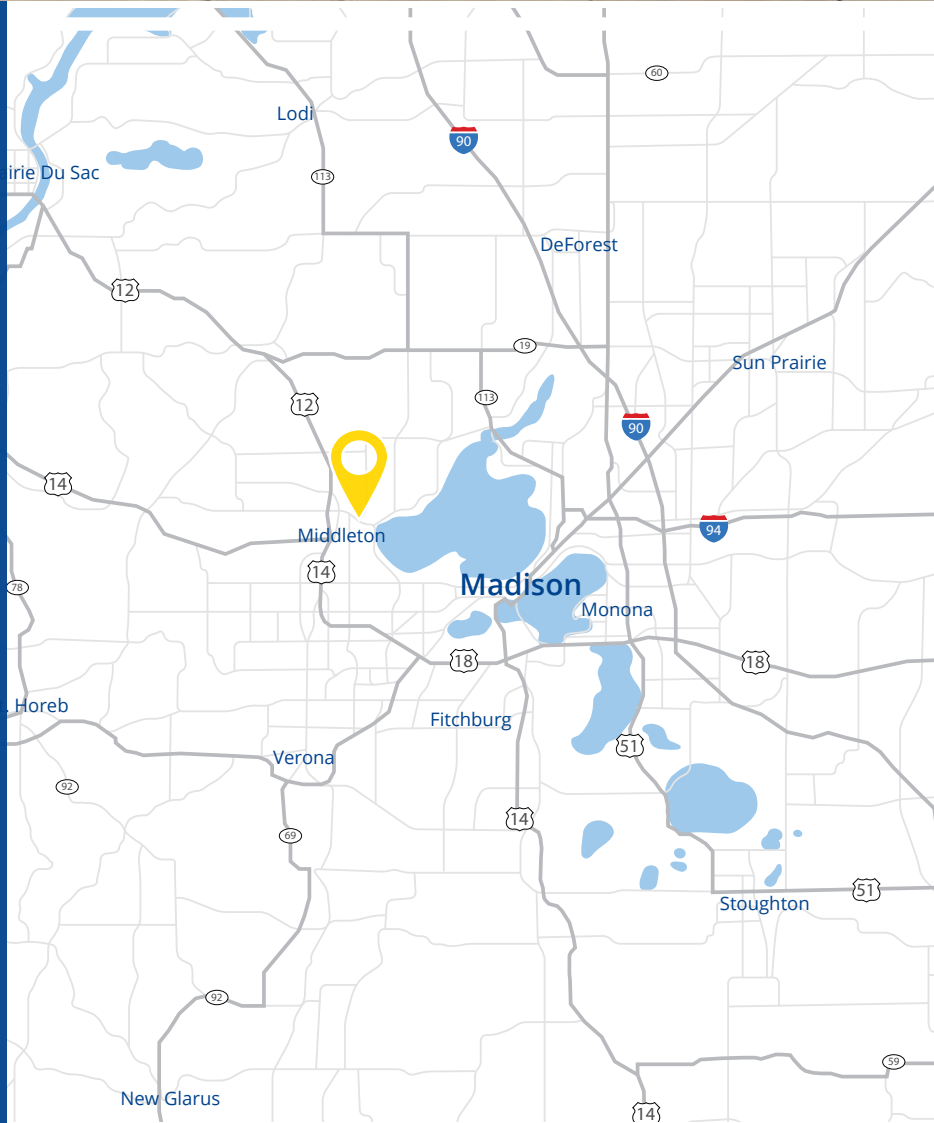 60
Lodi
90
airie Du Sac
113
DeForest
12
19
Sun Prairie
113
12
90
14
94
Middleton
14
Madison
78
Monona
18
18
. Horeb
Fitchburg
51
Verona
92
14
69
51
Stoughton
92
59
New Glarus
14